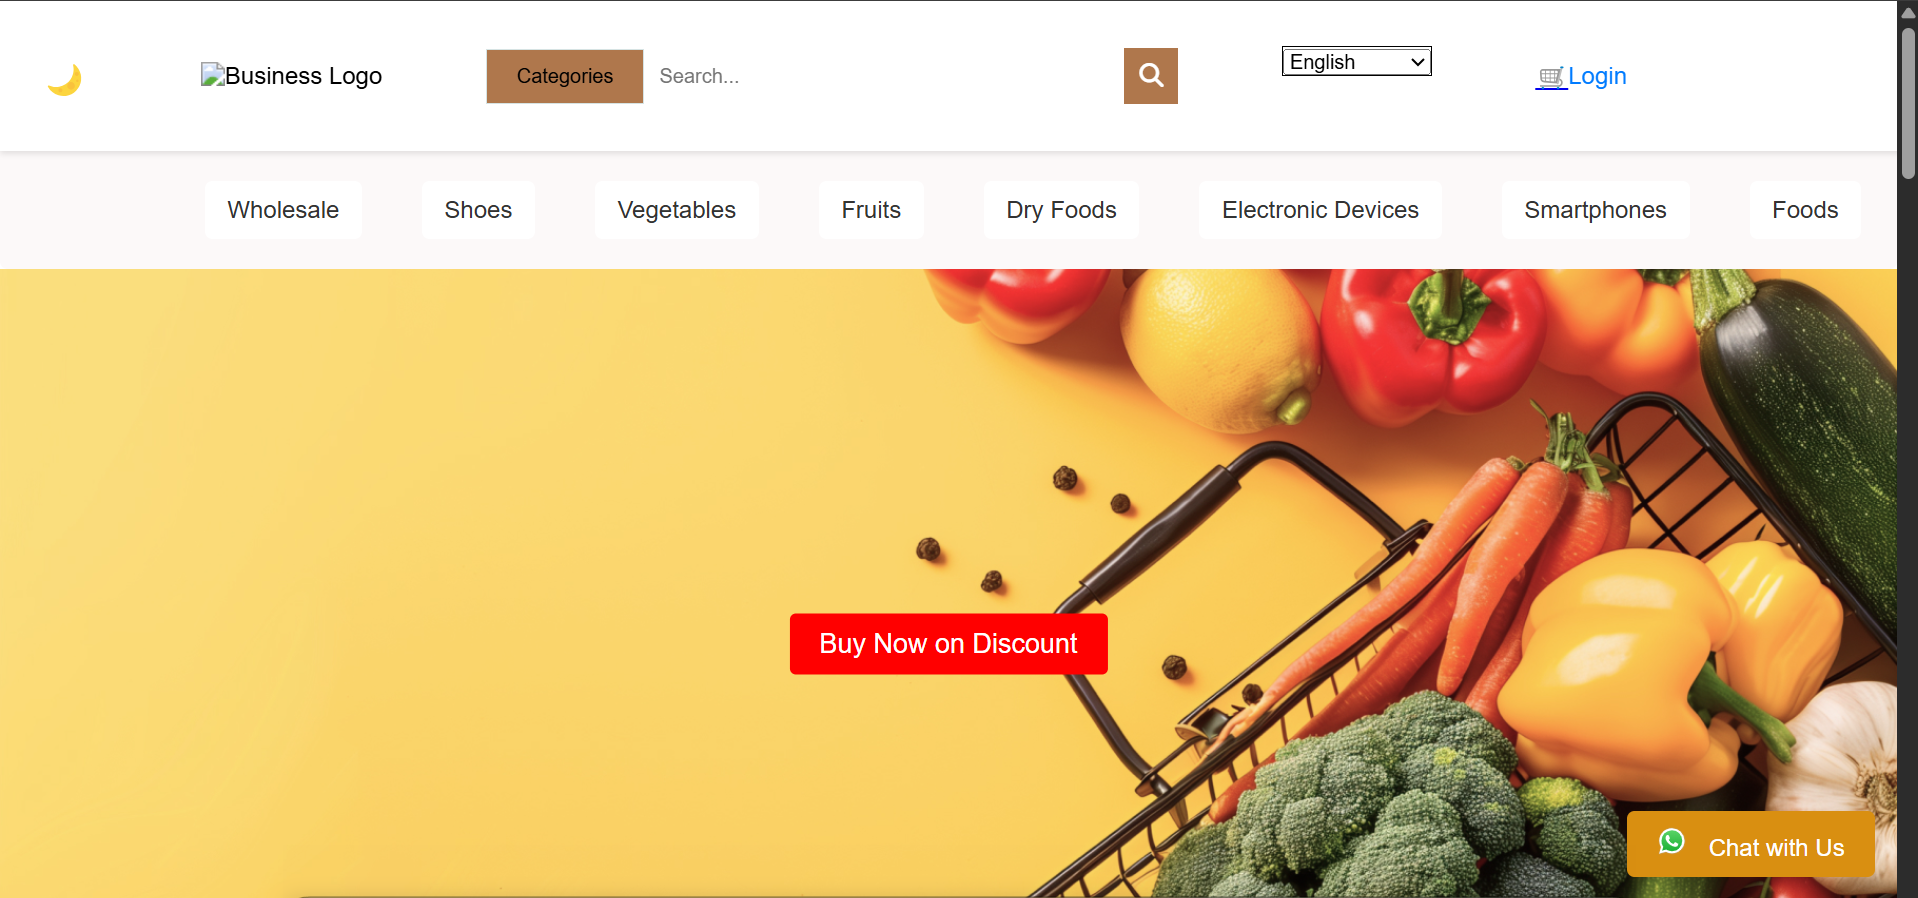 Business Logo
Categories
Search...
English
Login
Wholesale
Shoes
Vegetables
Fruits
Dry Foods
Electronic Devices
Smartphones
Foods
Buy Now on Discount
Chat with Us